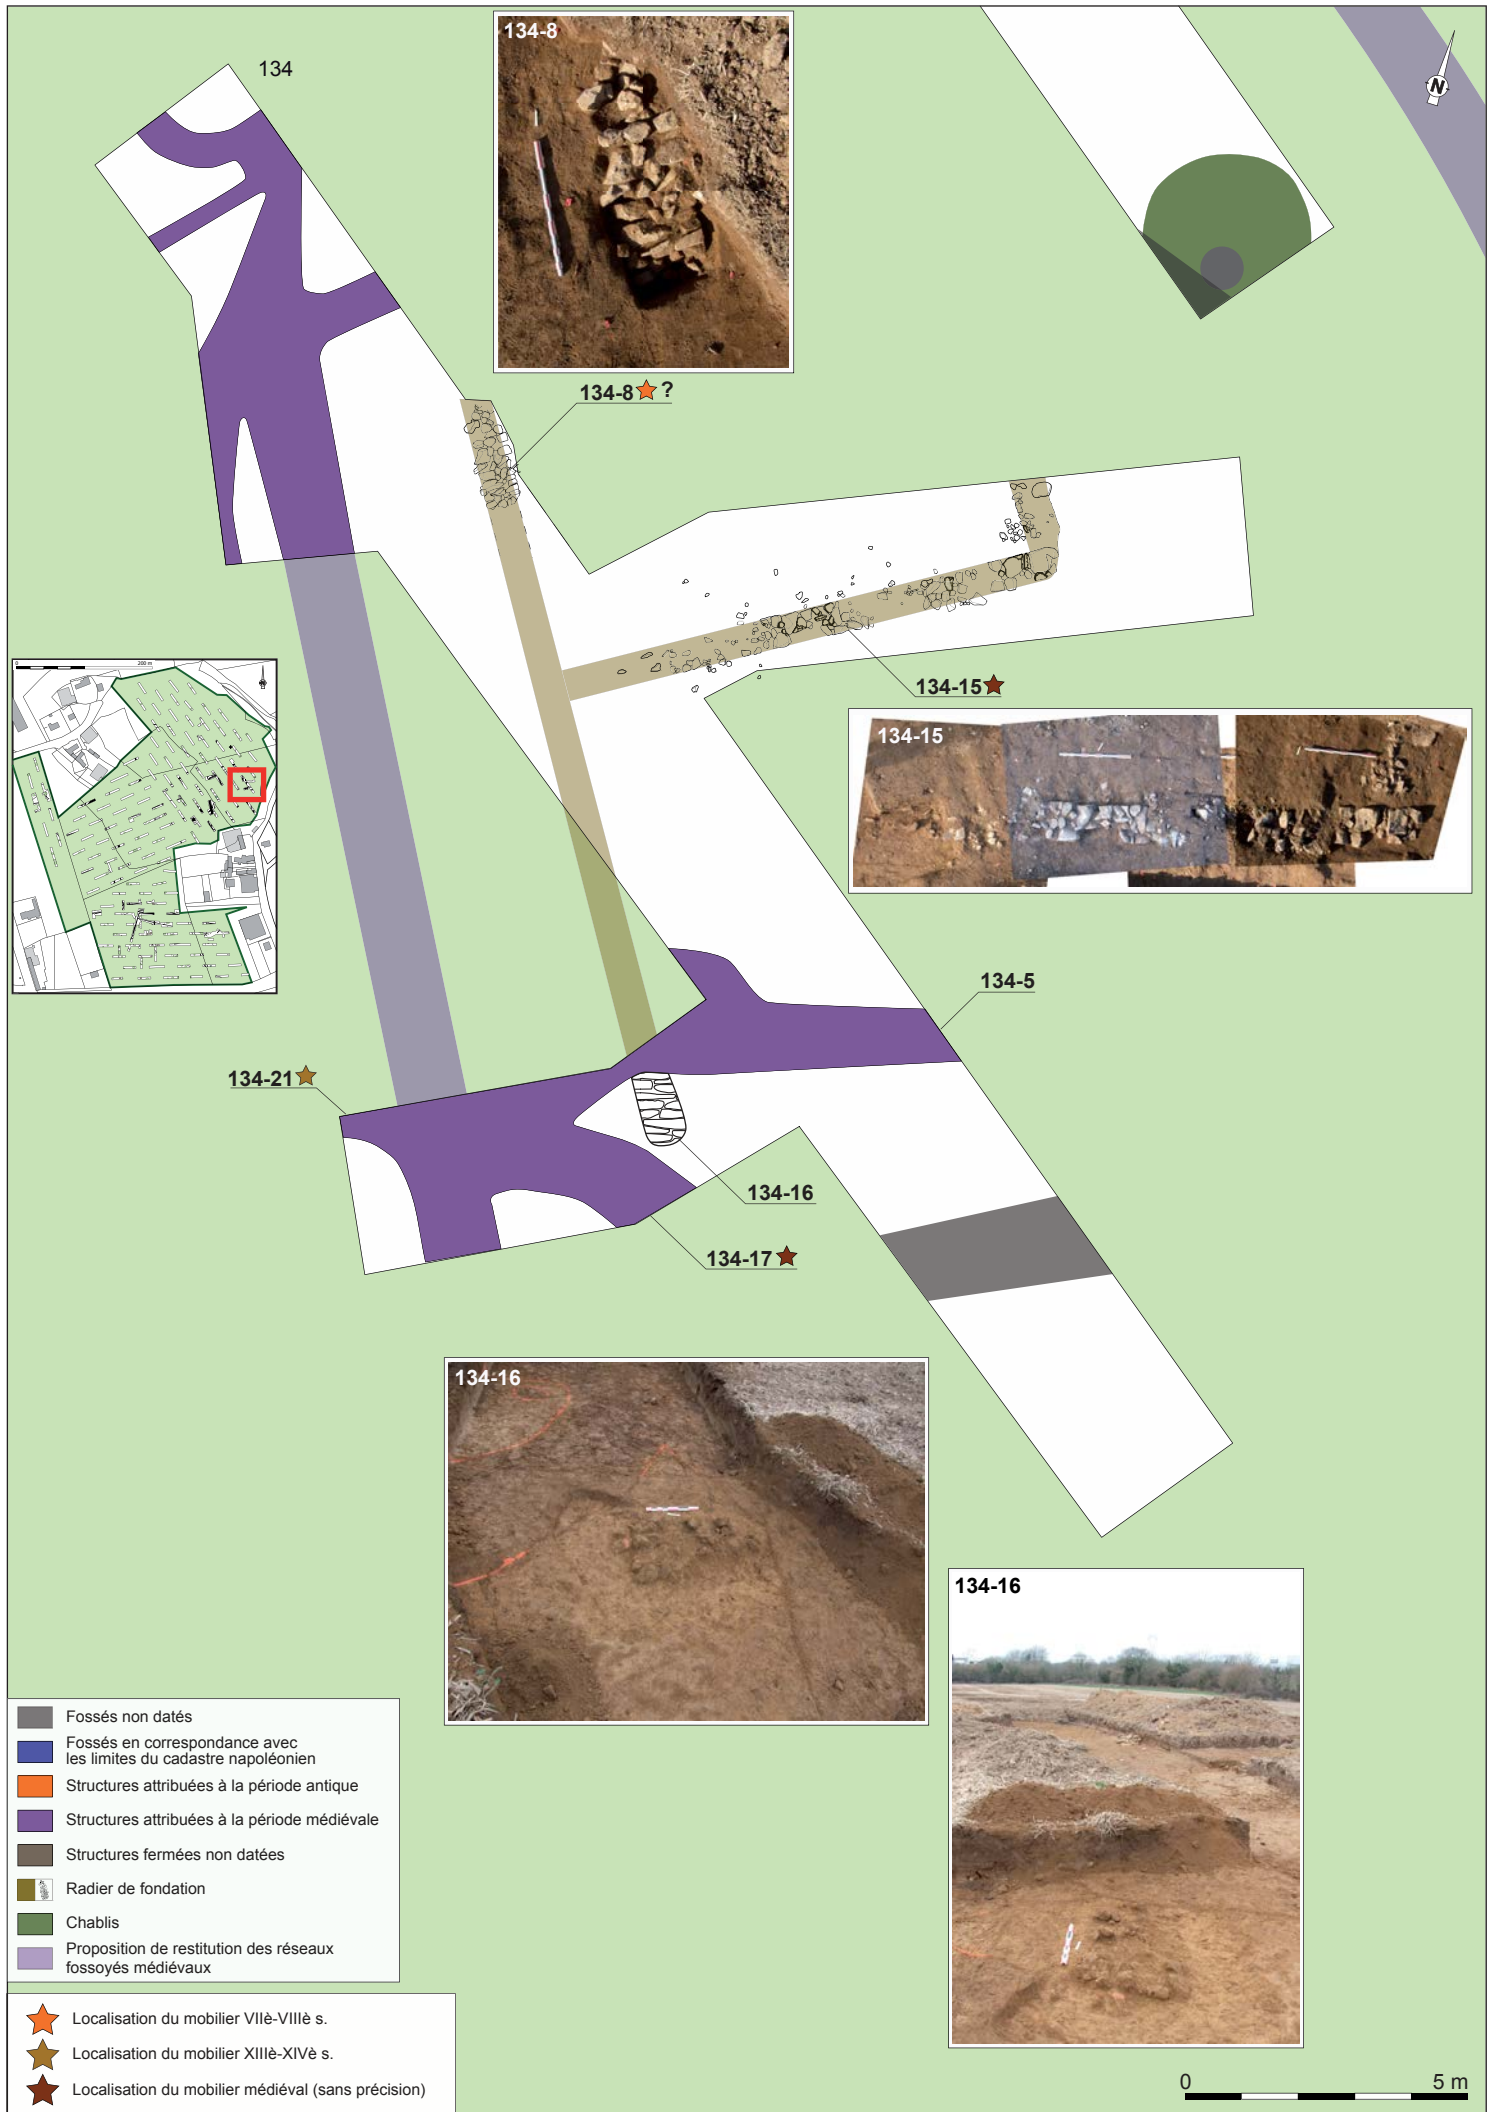 134-8
134
N
134-8 ?
134-15
134-15
0 200 m
N
134-5
134-21
134-16
134-17
134-16
134-16
Fossés non datés
Fossés en correspondance avec
les limites du cadastre napoléonien
Structures attribuées à la période antique
Structures attribuées à la période médiévale
Structures fermées non datées
Radier de fondation
Chablis
Proposition de restitution des réseaux
fossoyés médiévaux
Localisation du mobilier VIIè-VIIIè s.
Localisation du mobilier XIIIè-XIVè s.
Localisation du mobilier médiéval (sans précision)
0 5 m